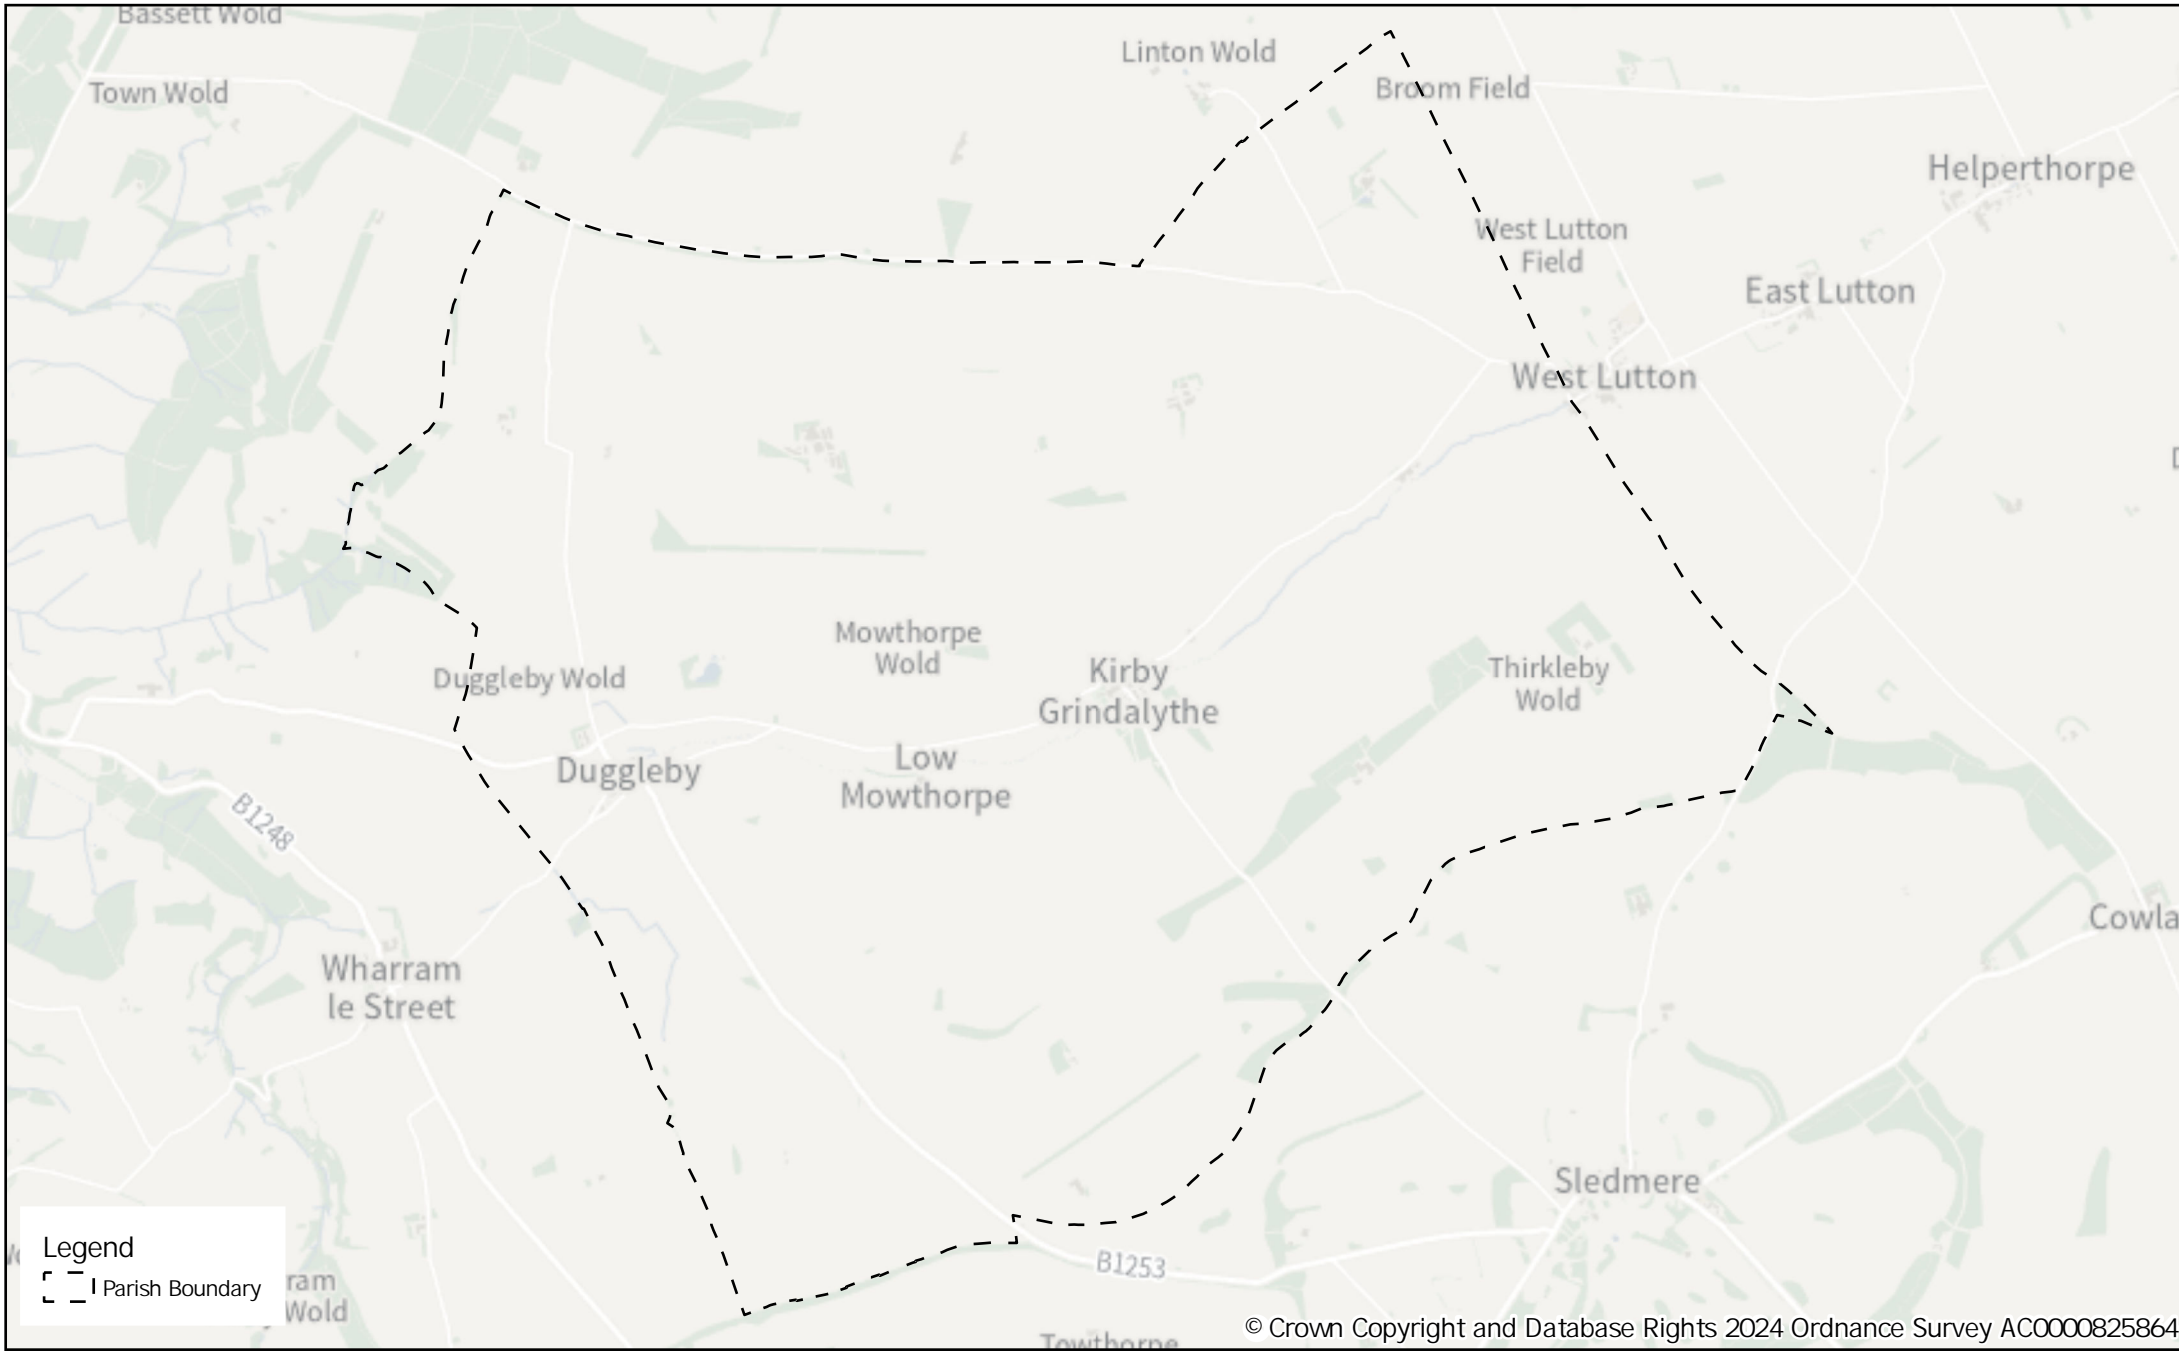 Bassett Wold
Town Wold
Linton Wold
Broom Field
Helperthorpe
West Lutton
Field
East Lutton
West Lutton
Mowthorpe
Wold
Duggleby Wold
Kirby
Grindalythe
Thirkleby
Wold
Duggleby
Low
Mowthorpe
B1248
Wharram
le Street
Cowla
Sledmere
B1253
Towthorpe
ram
Wold
Legend
Parish Boundary
© Crown Copyright and Database Rights 2024 Ordnance Survey AC0000825864